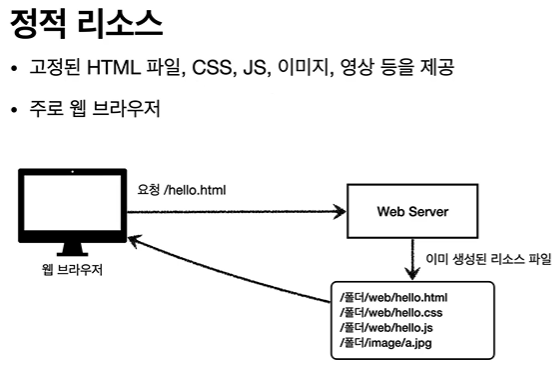 정적 리소스
• 고정된 HTML 파일, CSS, JS, 이미지, 영상 등을 제공
• 주로 웹 브라우저
요청 /hello.html
Web Server
웹 브라우저
이미 생성된 리소스 파일
/폴더/web/hello.html
/폴더/web/hello.css
/폴더/web/hello.js
/폴더/image/a.jpg